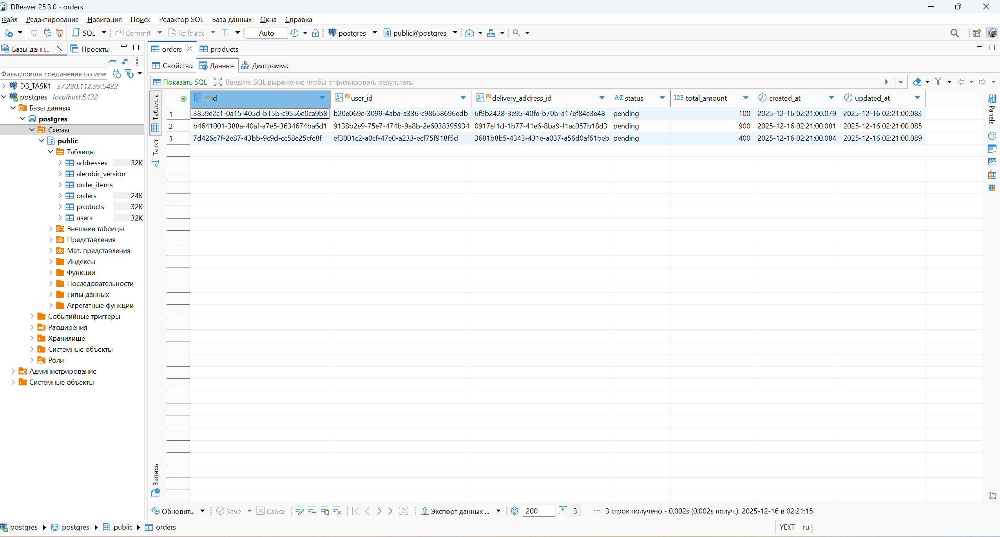 DBeaver 25.3.0 - orders
Файл Редактирование Навигация Поиск Редактор SQL База данных Окна Справка
SQL Commit Rollback Auto postgres public@postgres
Базы данн... Проекты
orders products
Свойства Данные Диаграмма
Фильтровать соединения по име
Показать SQL Введите SQL выражение чтобы отфильтровать результаты
DB_TASK1 37.230.112.99:5432
postgres localhost:5432
Базы данных
postgres
Схемы
public
Таблицы
addresses 32K
alembic_version
order_items
orders 24K
products 32K
users 32K
Внешние таблицы
Представления
Мат. представления
Индексы
Функции
Последовательности
Типы данных
Агрегатные функции
Событийные триггеры
Расширения
Хранилище
Системные объекты
Роли
Администрирование
Системные объекты
Таблица
Текст
Запись
id user_id delivery_address_id A-Z status 123 total_amount created_at updated_at
1 3859e2c1-0a15-405d-b15b-c9556e0ca9b8 b20e069c-3099-4aba-a336-c98658696edb 6f9b2428-3e95-40fe-b70b-a17ef84e3e48 pending 100 2025-12-16 02:21:00.079 2025-12-16 02:21:00.083
2 b4641001-388a-40af-a7e5-3634674ba6d1 9138b2e9-75e7-474b-9a8b-2e6038395934 0917ef1d-1b77-41e6-8ba9-f1ac057b18d3 pending 900 2025-12-16 02:21:00.081 2025-12-16 02:21:00.085
3 7d426e7f-2e87-43bb-9c9d-cc58e25cfe8f ef3001c2-a0cf-47e0-a233-ecf75f918f5d 3681b8b5-4343-431e-a037-a56d0af61beb pending 400 2025-12-16 02:21:00.084 2025-12-16 02:21:00.089
Panels
Обновить Save Cancel Экспорт данных ... 200 3 3 строк получено - 0,002s (0,002s получ.), 2025-12-16 в 02:21:15
postgres postgres public orders YEKT ru